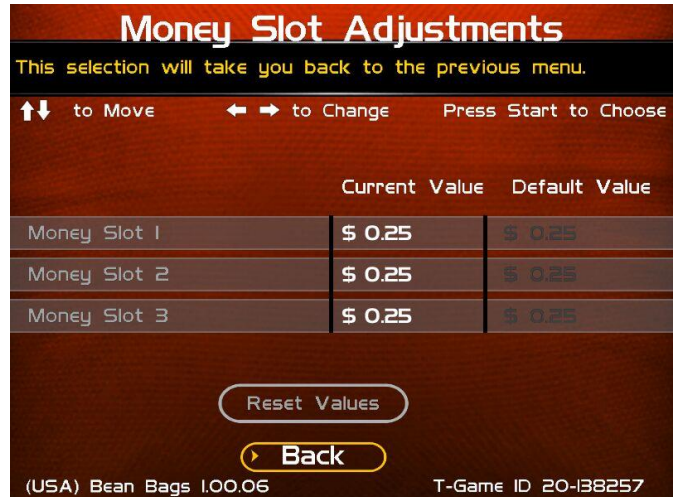 Money Slot Adjustments
This selection will take you back to the previous menu.
to Move to Change Press Start to Choose
Current Value Default Value
Money Slot 1 $ 0.25 $ 0.25
Money Slot 2 $ 0.25 $ 0.25
Money Slot 3 $ 0.25 $ 0.25
Reset Values
Back
(USA) Bean Bags 1.00.06 T-Game ID 20-138257